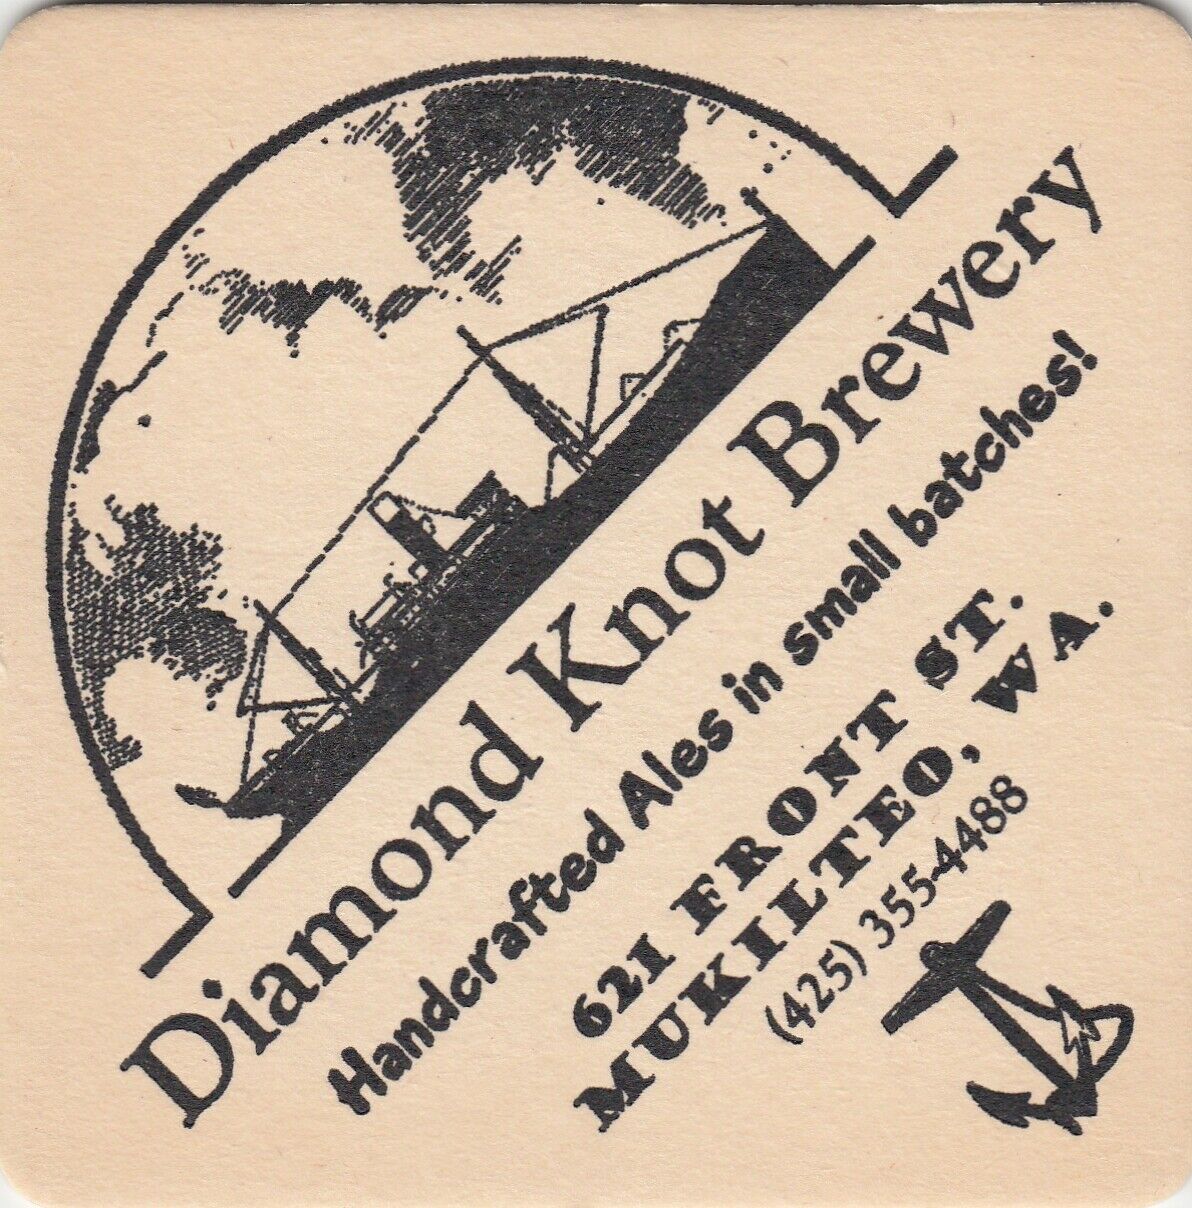 Diamond Knot Brewery
Handcrafted Ales in small batches!
621 FRONT ST.
MUKILTEO, WA.
(425) 355-4488